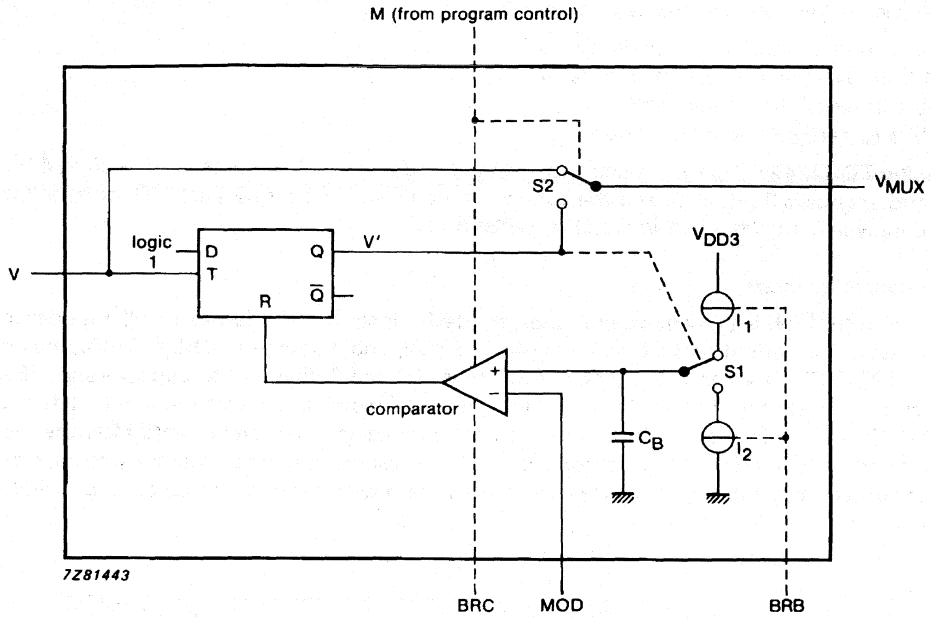 M (from program control)
S2
V_MUX
logic
1
D
Q
V'
V_DD3
V
T
R
Q̅
I_1
+
S1
comparator
−
C_B
I_2
7Z81443
BRC
MOD
BRB